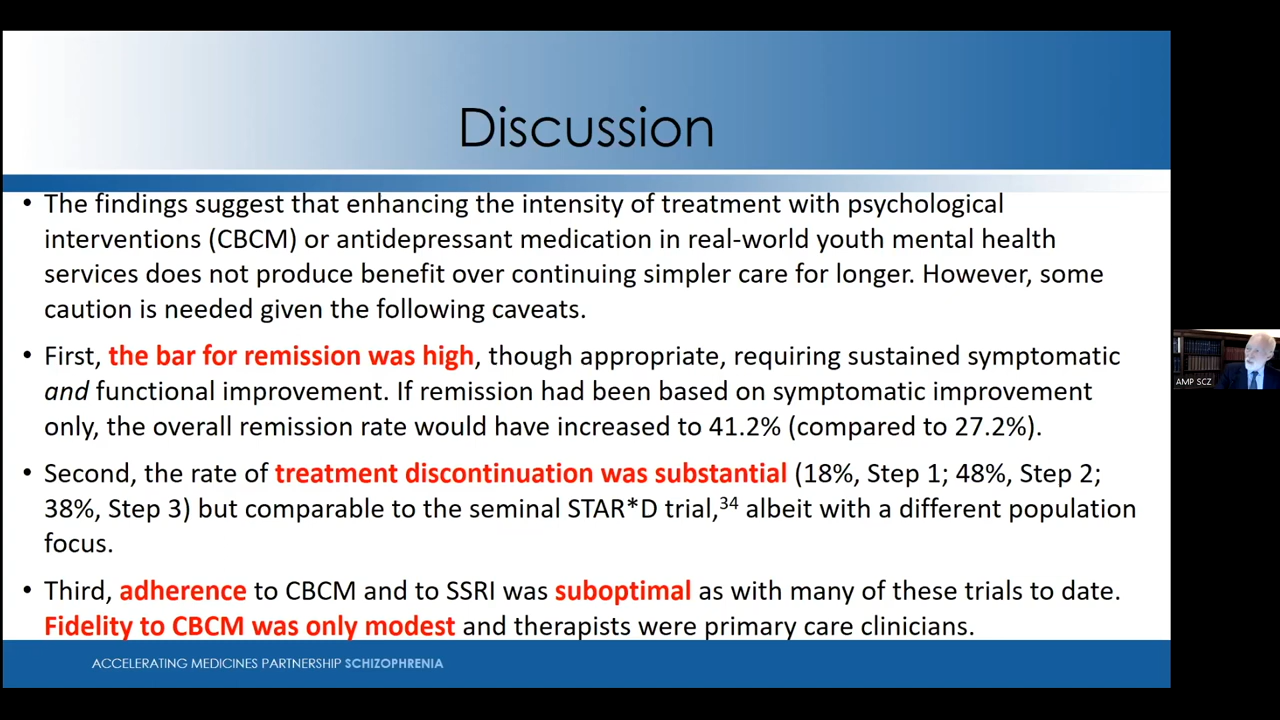 Discussion
• The findings suggest that enhancing the intensity of treatment with psychological
interventions (CBCM) or antidepressant medication in real-world youth mental health
services does not produce benefit over continuing simpler care for longer. However, some
caution is needed given the following caveats.
• First, the bar for remission was high, though appropriate, requiring sustained symptomatic
and functional improvement. If remission had been based on symptomatic improvement
only, the overall remission rate would have increased to 41.2% (compared to 27.2%).
• Second, the rate of treatment discontinuation was substantial (18%, Step 1; 48%, Step 2;
38%, Step 3) but comparable to the seminal STAR*D trial,³⁴ albeit with a different population
focus.
• Third, adherence to CBCM and to SSRI was suboptimal as with many of these trials to date.
Fidelity to CBCM was only modest and therapists were primary care clinicians.
ACCELERATING MEDICINES PARTNERSHIP SCHIZOPHRENIA
AMP SCZ